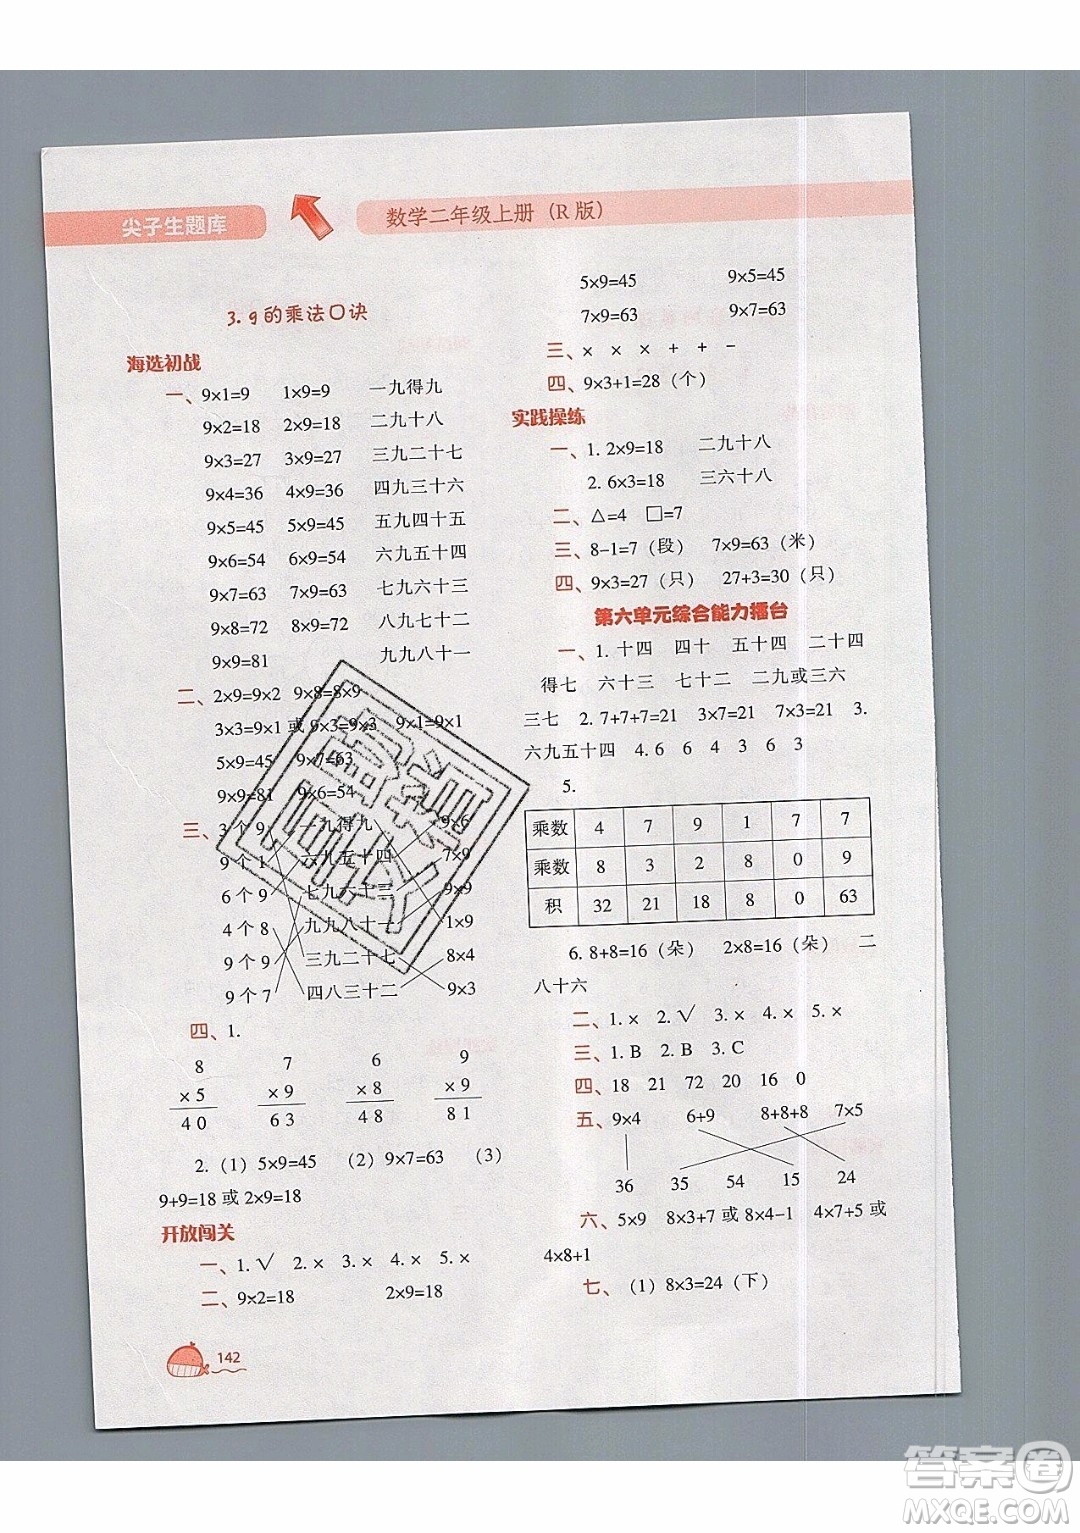 尖子生题库
数学二年级上册（R 版）
3. 9 的乘法口诀
海选初战
一、9×1=9 1×9=9 一九得九
9×2=18 2×9=18 二九十八
9×3=27 3×9=27 三九二十七
9×4=36 4×9=36 四九三十六
9×5=45 5×9=45 五九四十五
9×6=54 6×9=54 六九五十四
9×7=63 7×9=63 七九六十三
9×8=72 8×9=72 八九七十二
9×9=81 九九八十一
二、2×9=9×2 9×8=8×9
3×3=9×1 或 9×3=9×3 9×1=9×1
5×9=45 9×7=63
9×9=81 9×6=54
三、3 个 9 一九得九 9×6
9 个 1 六九五十四 7×9
6 个 9 七九六十三 9×9
4 个 8 九九八十一 1×9
9 个 9 三九二十七 8×4
9 个 7 四八三十二 9×3
四、1.
8 7 6 9
×5 ×9 ×8 ×9
40 63 48 81
2.（1）5×9=45 （2）9×7=63 （3）
9+9=18 或 2×9=18
开放闯关
一、1. √ 2. × 3. × 4. × 5. ×
二、9×2=18 2×9=18
142
5×9=45 9×5=45
7×9=63 9×7=63
三、× × × + + −
四、9×3+1=28（个）
实践操练
一、1. 2×9=18 二九十八
2. 6×3=18 三六十八
二、△=4 □=7
三、8−1=7（段） 7×9=63（米）
四、9×3=27（只） 27+3=30（只）
第六单元综合能力擂台
一、1. 十四 四十 五十四 二十四
得七 六十三 七十二 二九或三六
三七 2. 7+7+7=21 3×7=21 7×3=21 3.
六九五十四 4. 6 6 4 3 6 3
5.
乘数 4 7 9 1 7 7
乘数 8 3 2 8 0 9
积 32 21 18 8 0 63
6. 8+8=16（朵） 2×8=16（朵） 二
八十六
二、1. × 2. √ 3. × 4. × 5. ×
三、1. B 2. B 3. C
四、18 21 72 20 16 0
五、9×4 6+9 8+8+8 7×5
36 35 54 15 24
六、5×9 8×3+7 或 8×4−1 4×7+5 或
4×8+1
七、（1）8×3=24（下）
答案圈
MXQE.COM